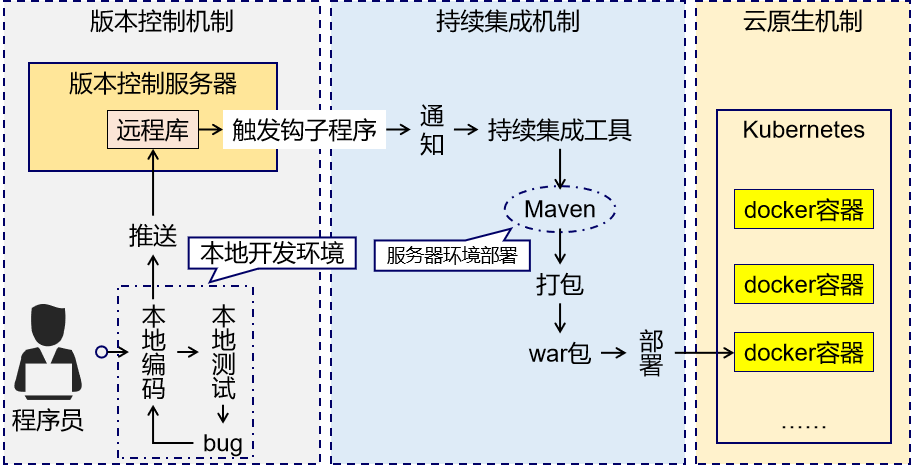 版本控制机制
版本控制服务器
远程库
触发钩子程序
推送
本地开发环境
本地编码
本地测试
bug
程序员
持续集成机制
通知
持续集成工具
Maven
服务器环境部署
打包
war包
部署
云原生机制
Kubernetes
docker容器
docker容器
docker容器
……